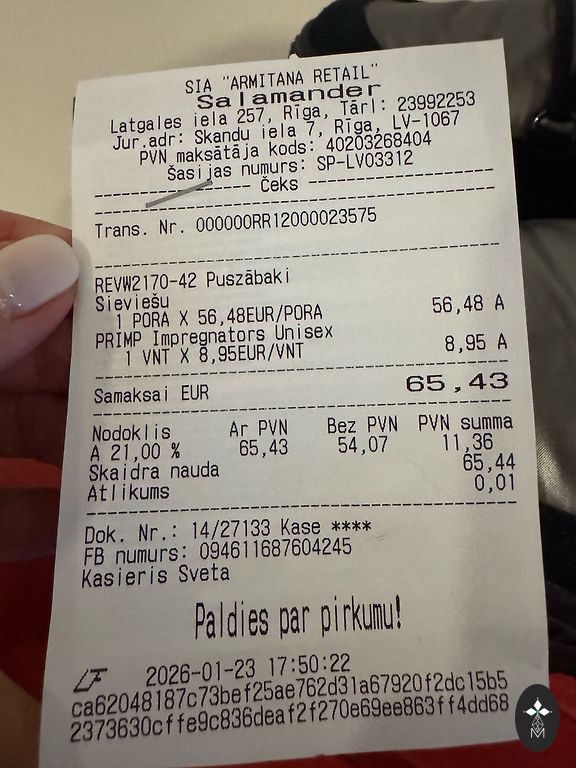 SIA "ARMITANA RETAIL"
Salamander
Latgales iela 257, Rīga, Tārl: 23992253
Jur.adr: Skandu iela 7, Rīga, LV-1067
PVN maksātāja kods: 40203268404
Šasijas numurs: SP-LV03312
Čeks
Trans. Nr. 000000RR12000023575
REVW2170-42 Puszābaki
Sieviešu
1 PORA X 56,48EUR/PORA 56,48 A
PRIMP Impregnators Unisex
1 VNT X 8,95EUR/VNT 8,95 A
Samaksai EUR 65,43
Nodoklis Ar PVN Bez PVN PVN summa
A 21,00 % 65,43 54,07 11,36
Skaidra nauda 65,44
Atlikums 0,01
Dok. Nr.: 14/27133 Kase ****
FB numurs: 094611687604245
Kasieris Sveta
Paldies par pirkumu!
LF 2026-01-23 17:50:22
ca62048187c73bef25ae762d31a67920f2dc15b5
2373630cffe9c836deaf2f270e69ee863ff4dd68
M